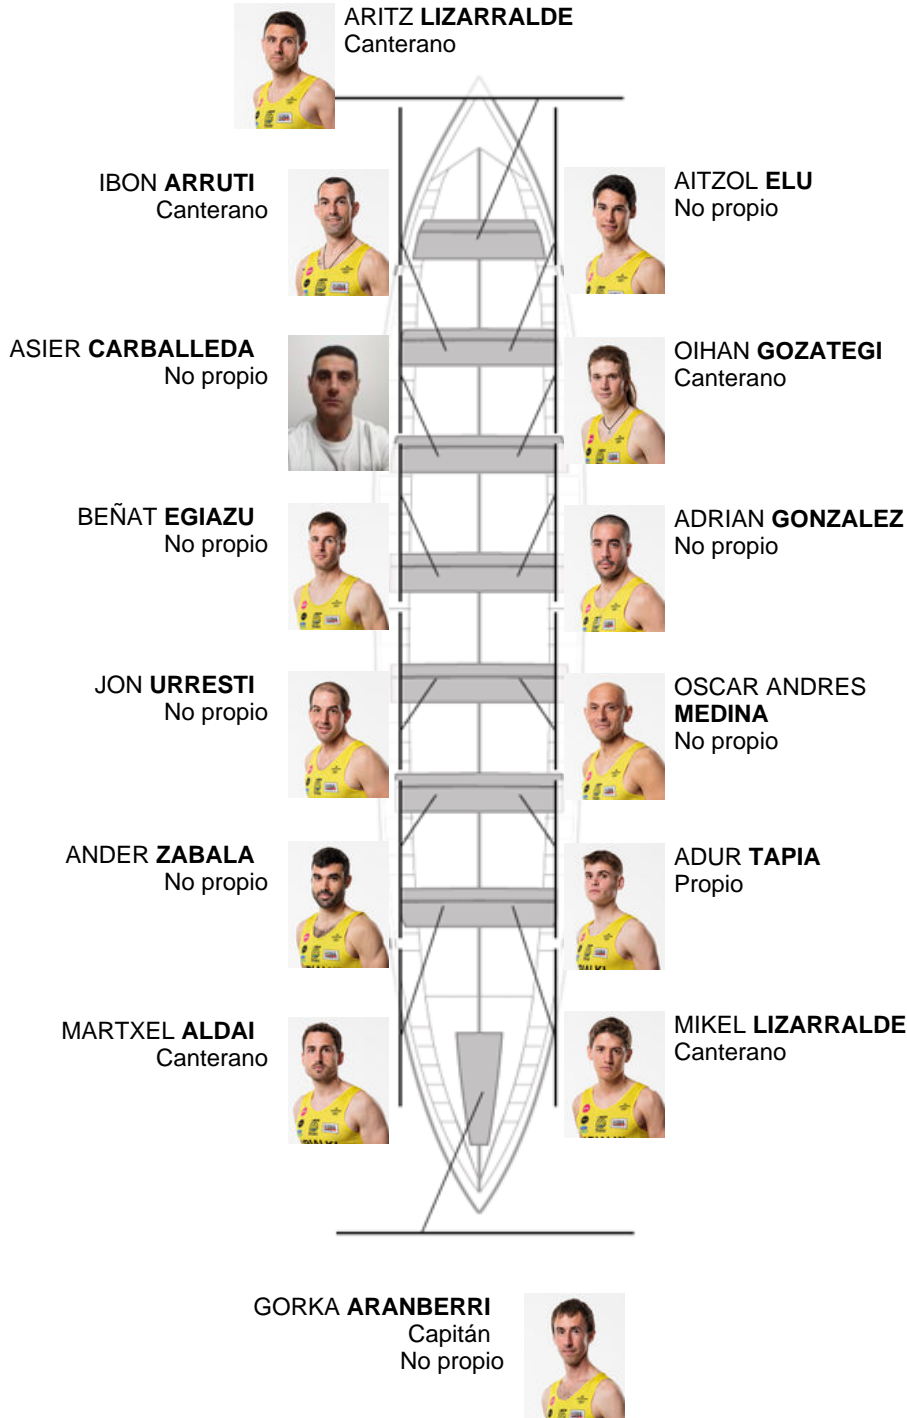 ARITZ LIZARRALDE
Canterano
IBON ARRUTI
Canterano
AITZOL ELU
No propio
ASIER CARBALLEDA
No propio
OIHAN GOZATEGI
Canterano
BEÑAT EGIAZU
No propio
ADRIAN GONZALEZ
No propio
JON URRESTI
No propio
OSCAR ANDRES
MEDINA
No propio
ANDER ZABALA
No propio
ADUR TAPIA
Propio
MARTXEL ALDAI
Canterano
MIKEL LIZARRALDE
Canterano
GORKA ARANBERRI
Capitán
No propio